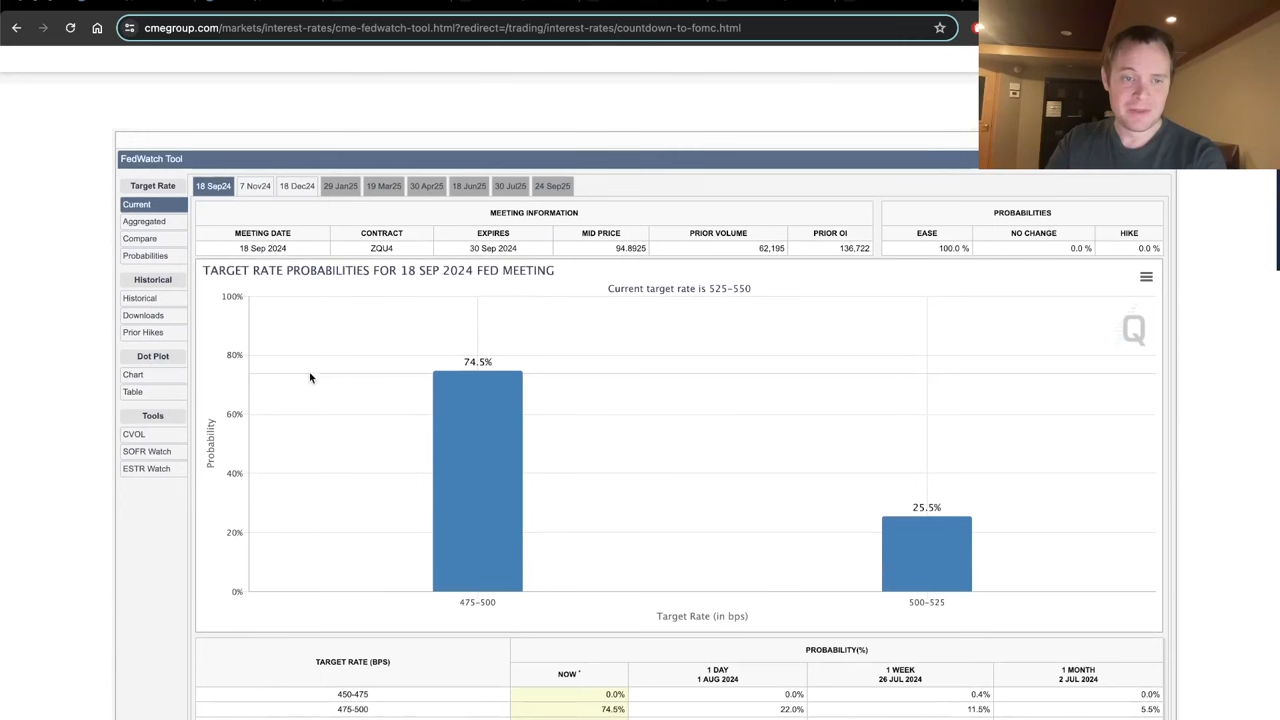 cmegroup.com/markets/interest-rates/cme-fedwatch-tool.html?redirect=/trading/interest-rates/countdown-to-fomc.html
FedWatch Tool
Target Rate
Current
Aggregated
Compare
Probabilities
Historical
Historical
Downloads
Prior Hikes
Dot Plot
Chart
Table
Tools
CVOL
SOFR Watch
ESTR Watch
18 Sep24 7 Nov24 18 Dec24 29 Jan25 19 Mar25 30 Apr25 18 Jun25 30 Jul25 24 Sep25
MEETING INFORMATION
MEETING DATE CONTRACT EXPIRES MID PRICE PRIOR VOLUME PRIOR OI
18 Sep 2024 ZQU4 30 Sep 2024 94.8925 62,195 136,722
PROBABILITIES
EASE NO CHANGE HIKE
100.0 % 0.0 % 0.0 %
TARGET RATE PROBABILITIES FOR 18 SEP 2024 FED MEETING
Current target rate is 525-550
Q
Probability
100%
80%
60%
40%
20%
0%
74.5%
25.5%
475-500 500-525
Target Rate (in bps)
TARGET RATE (BPS) PROBABILITY(%)
NOW * 1 DAY 1 AUG 2024 1 WEEK 26 JUL 2024 1 MONTH 2 JUL 2024
450-475 0.0% 0.0% 0.4% 0.0%
475-500 74.5% 22.0% 11.5% 5.5%